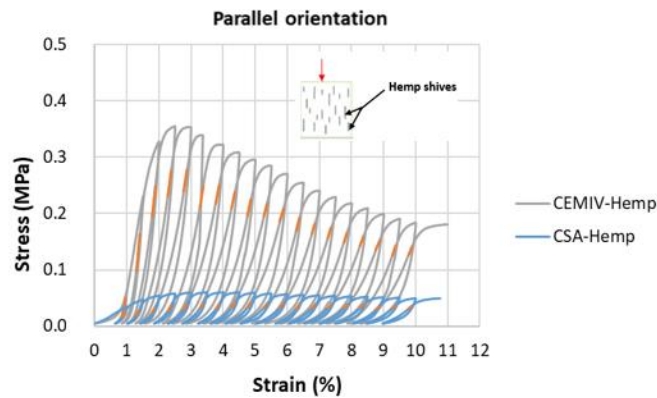 Parallel orientation
0.5
0.4
0.3
0.2
0.1
0.0
Stress (MPa)
Hemp shives
CEMIV-Hemp
CSA-Hemp
0 1 2 3 4 5 6 7 8 9 10 11 12
Strain (%)